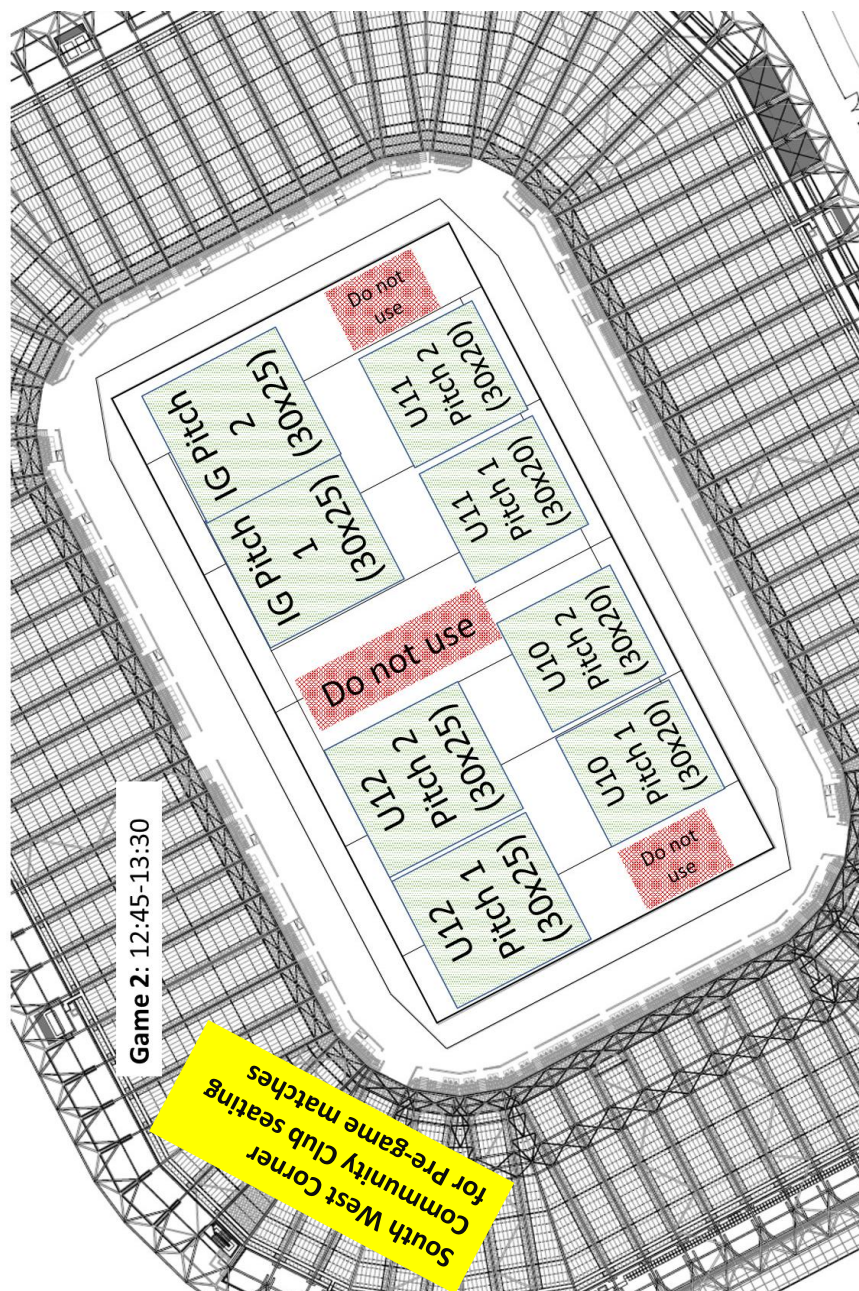 Game 2: 12:45-13:30
South West Corner
Community Club seating
for Pre-game matches
Do not
use
IG Pitch
2
(30x25)
U11
Pitch 2
(30x20)
IG Pitch
1
(30x25)
U11
Pitch 1
(30x20)
Do not use
U10
Pitch 2
(30x20)
U12
Pitch 2
(30x25)
U10
Pitch 1
(30x20)
U12
Pitch 1
(30x25)
Do not
use